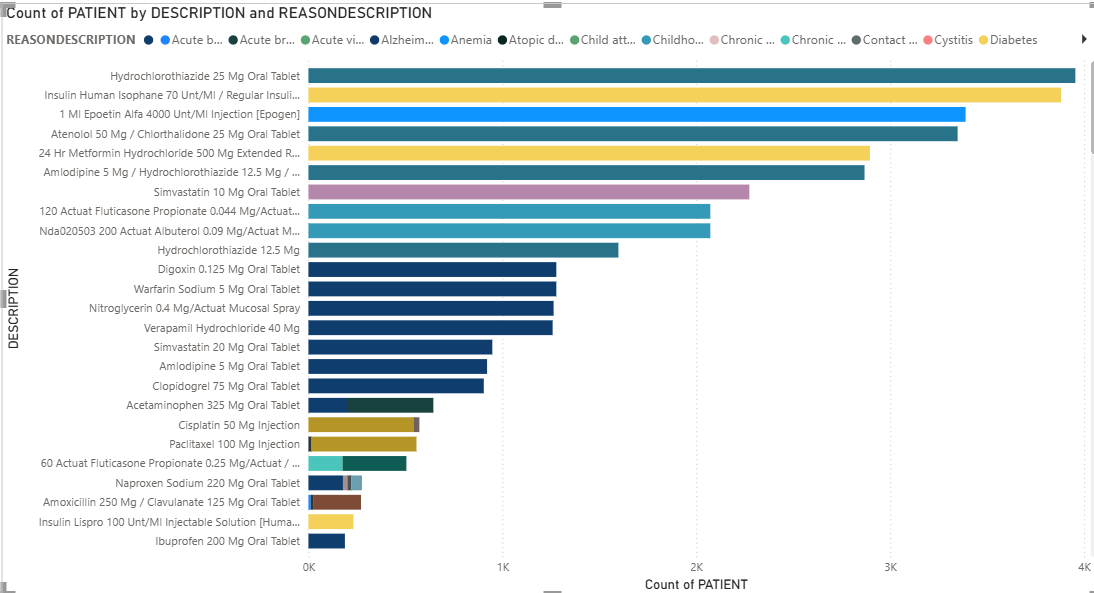 Count of PATIENT by DESCRIPTION and REASONDESCRIPTION
REASONDESCRIPTION Acute b... Acute br... Acute vi... Alzheim... Anemia Atopic d... Child att... Childho... Chronic ... Chronic ... Contact ... Cystitis Diabetes
DESCRIPTION
Hydrochlorothiazide 25 Mg Oral Tablet
Insulin Human Isophane 70 Unt/Ml / Regular Insuli...
1 Ml Epoetin Alfa 4000 Unt/Ml Injection [Epogen]
Atenolol 50 Mg / Chlorthalidone 25 Mg Oral Tablet
24 Hr Metformin Hydrochloride 500 Mg Extended R...
Amlodipine 5 Mg / Hydrochlorothiazide 12.5 Mg / ...
Simvastatin 10 Mg Oral Tablet
120 Actuat Fluticasone Propionate 0.044 Mg/Actuat...
Nda020503 200 Actuat Albuterol 0.09 Mg/Actuat M...
Hydrochlorothiazide 12.5 Mg
Digoxin 0.125 Mg Oral Tablet
Warfarin Sodium 5 Mg Oral Tablet
Nitroglycerin 0.4 Mg/Actuat Mucosal Spray
Verapamil Hydrochloride 40 Mg
Simvastatin 20 Mg Oral Tablet
Amlodipine 5 Mg Oral Tablet
Clopidogrel 75 Mg Oral Tablet
Acetaminophen 325 Mg Oral Tablet
Cisplatin 50 Mg Injection
Paclitaxel 100 Mg Injection
60 Actuat Fluticasone Propionate 0.25 Mg/Actuat / ...
Naproxen Sodium 220 Mg Oral Tablet
Amoxicillin 250 Mg / Clavulanate 125 Mg Oral Tablet
Insulin Lispro 100 Unt/Ml Injectable Solution [Huma...
Ibuprofen 200 Mg Oral Tablet
0K 1K 2K 3K 4K
Count of PATIENT